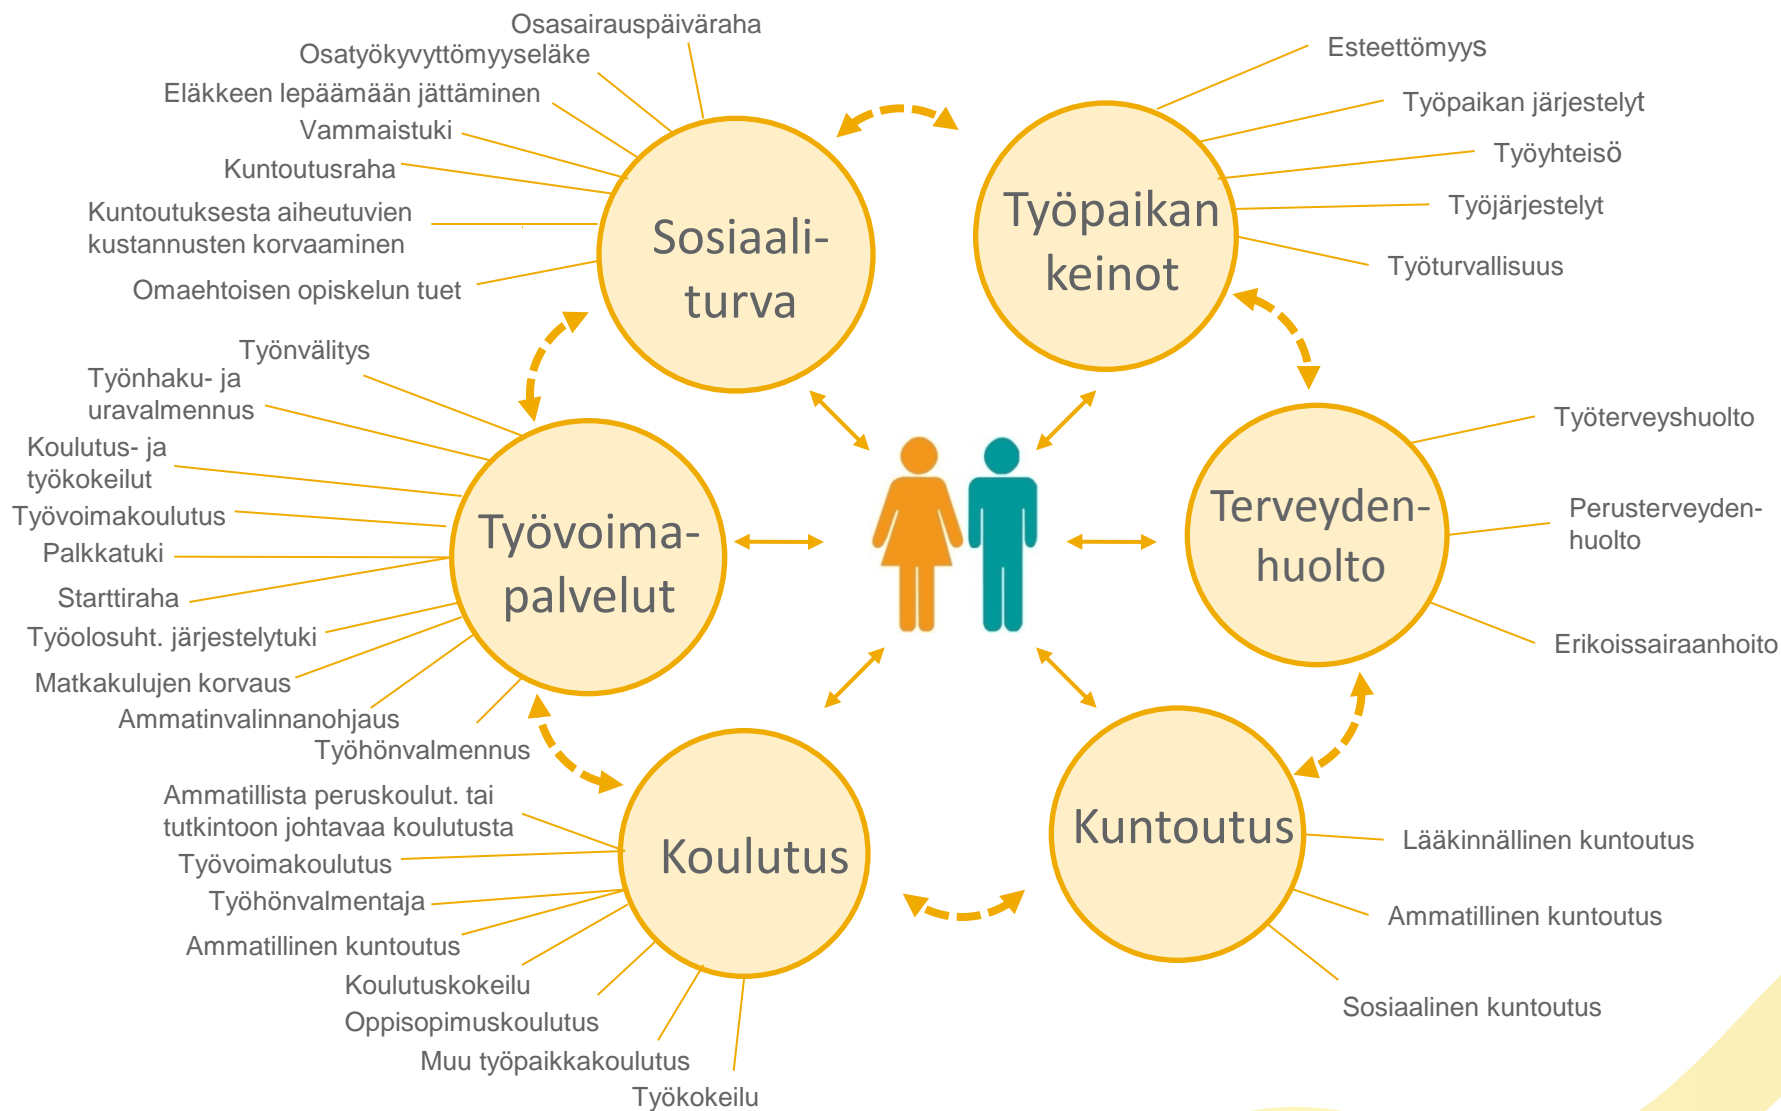 Osasairauspäiväraha
Osatyökyvyttömyyseläke
Eläkkeen lepäämään jättäminen
Vammaistuki
Kuntoutusraha
Kuntoutuksesta aiheutuvien
kustannusten korvaaminen
Omaehtoisen opiskelun tuet
Sosiaali-
turva
Esteettömyys
Työpaikan järjestelyt
Työyhteisö
Työjärjestelyt
Työturvallisuus
Työpaikan
keinot
Työnvälitys
Työnhaku- ja
uravalmennus
Koulutus- ja
työkokeilut
Työvoimakoulutus
Palkkatuki
Starttiraha
Työolosuht. järjestelytuki
Matkakulujen korvaus
Ammatinvalinnanohjaus
Työhönvalmennus
Työvoima-
palvelut
Työterveyshuolto
Perusterveyden-
huolto
Erikoissairaanhoito
Terveyden-
huolto
Ammatillista peruskoulut. tai
tutkintoon johtavaa koulutusta
Työvoimakoulutus
Työhönvalmentaja
Ammatillinen kuntoutus
Koulutuskokeilu
Oppisopimuskoulutus
Muu työpaikkakoulutus
Työkokeilu
Koulutus
Kuntoutus
Lääkinnällinen kuntoutus
Ammatillinen kuntoutus
Sosiaalinen kuntoutus